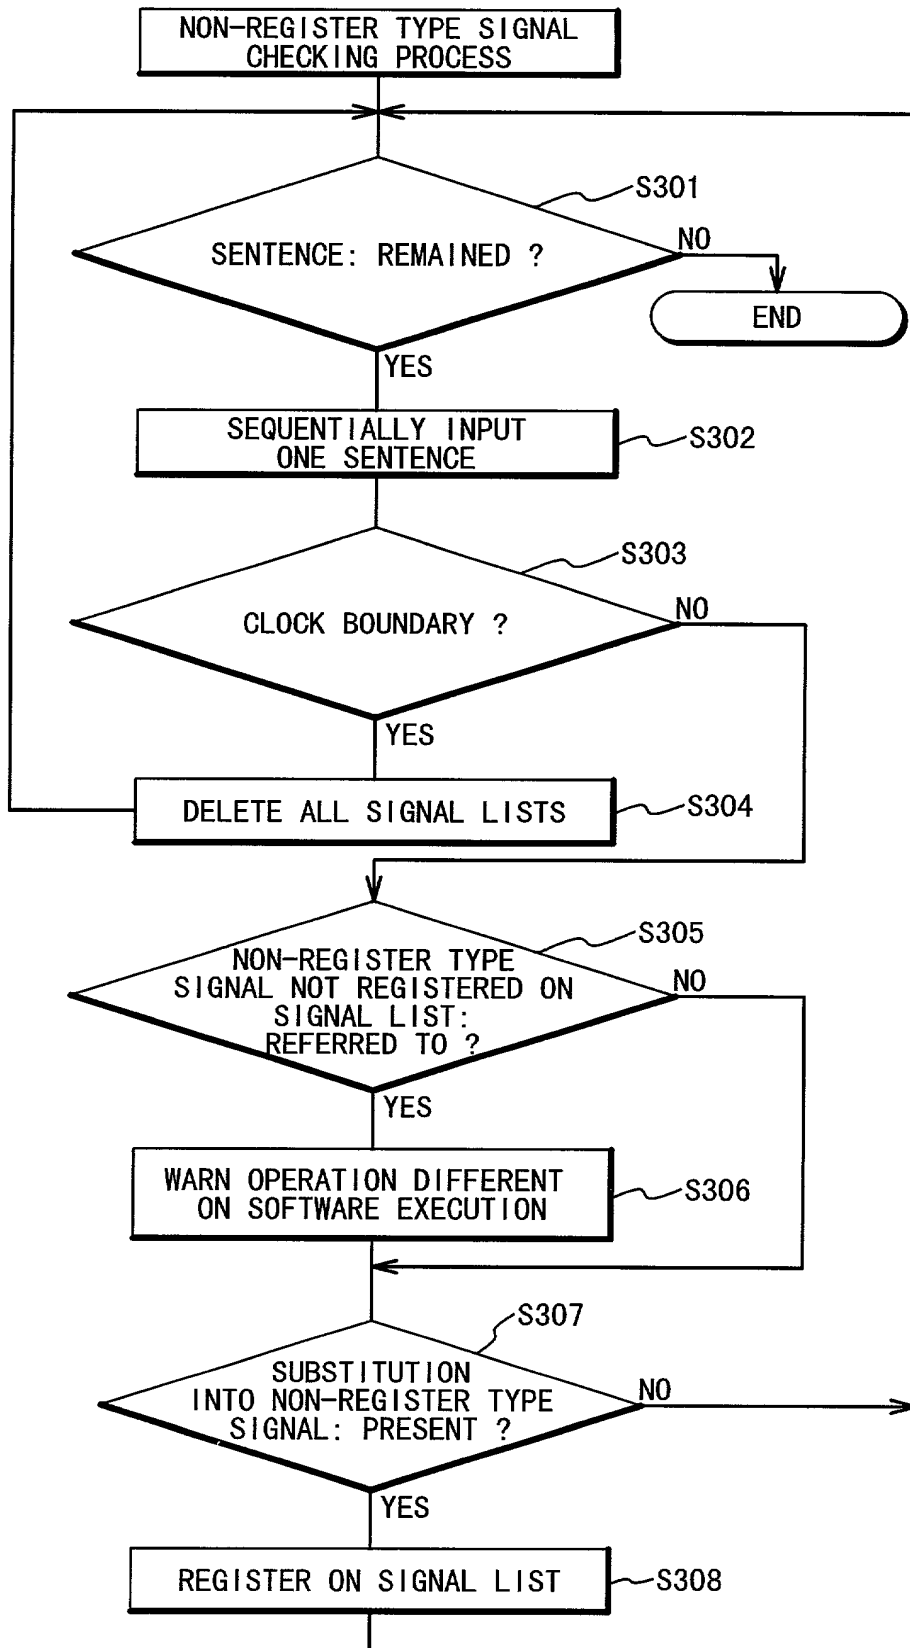 NON-REGISTER TYPE SIGNAL
CHECKING PROCESS
S301
SENTENCE: REMAINED ?
NO
END
YES
SEQUENTIALLY INPUT
ONE SENTENCE
S302
S303
CLOCK BOUNDARY ?
NO
YES
DELETE ALL SIGNAL LISTS
S304
S305
NON-REGISTER TYPE
SIGNAL NOT REGISTERED ON
SIGNAL LIST:
REFERRED TO ?
NO
YES
WARN OPERATION DIFFERENT
ON SOFTWARE EXECUTION
S306
S307
SUBSTITUTION
INTO NON-REGISTER TYPE
SIGNAL: PRESENT ?
NO
YES
REGISTER ON SIGNAL LIST
S308